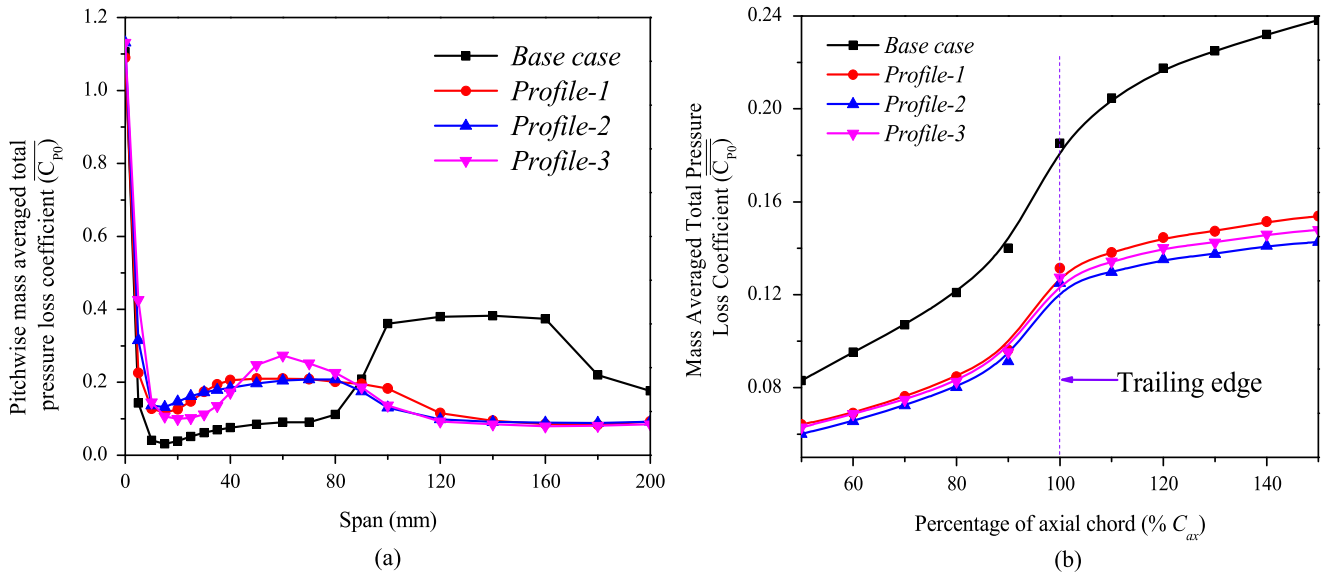 Pitchwise mass averaged total
pressure loss coefficient (C_P0)
1.2
1.0
0.8
0.6
0.4
0.2
0.0
Base case
Profile-1
Profile-2
Profile-3
0
40
80
120
160
200
Span (mm)
(a)
Mass Averaged Total Pressure
Loss Coefficient (C_P0)
0.24
0.20
0.16
0.12
0.08
Base case
Profile-1
Profile-2
Profile-3
Trailing edge
60
80
100
120
140
Percentage of axial chord (% C_ax)
(b)